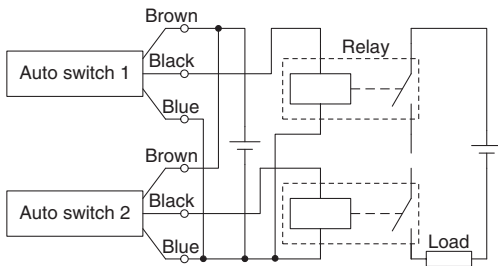 Brown
Relay
Auto switch 1
Black
Blue
Brown
Auto switch 2
Black
Blue
Load